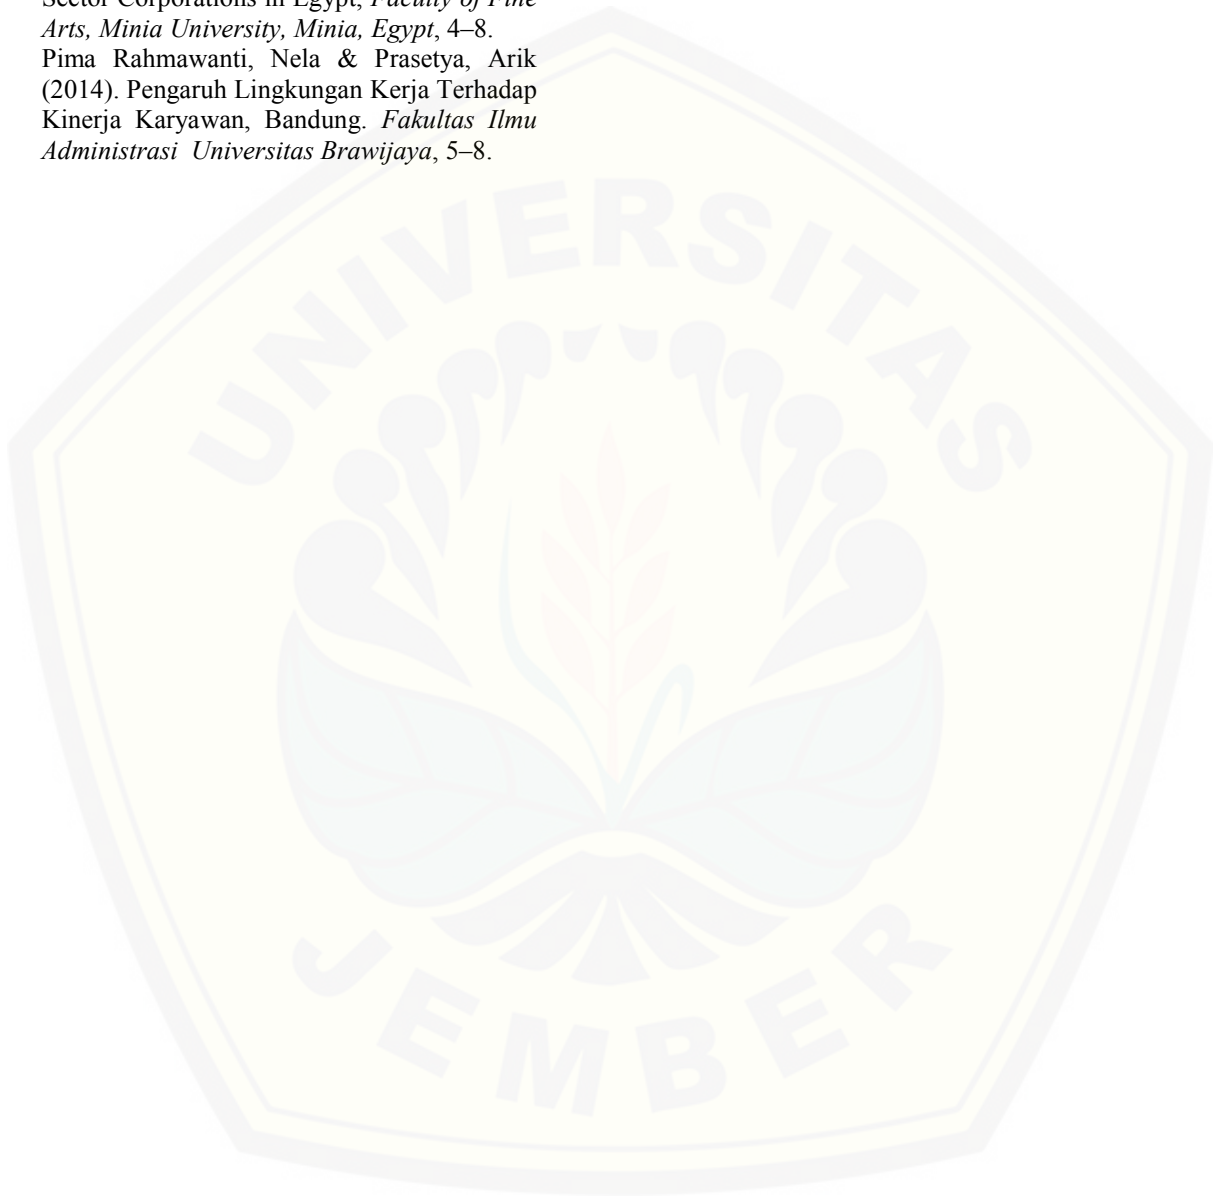 Sector Corporations in Egypt, Faculty of Fine
Arts, Minia University, Minia, Egypt, 4–8.
Pima Rahmawanti, Nela & Prasetya, Arik
(2014). Pengaruh Lingkungan Kerja Terhadap
Kinerja Karyawan, Bandung. Fakultas Ilmu
Administrasi Universitas Brawijaya, 5–8.
UNIVERSITAS
JEMBER